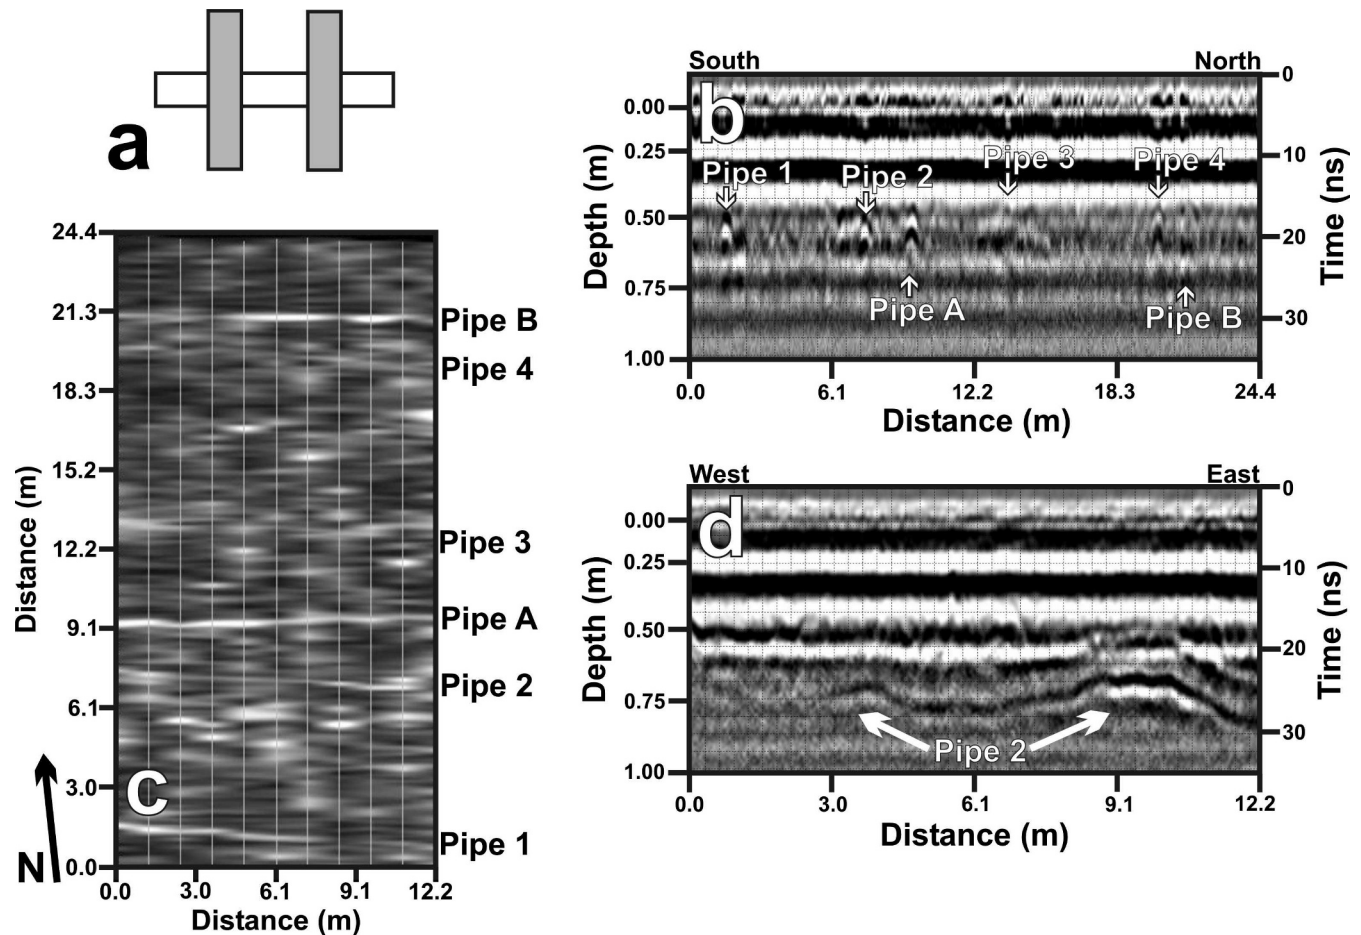 a
South
North
b
0.00
0.25
0.50
0.75
1.00
Depth (m)
Pipe 1
Pipe 2
Pipe 3
Pipe 4
Pipe A
Pipe B
0
10
20
30
Time (ns)
0.0
6.1
12.2
18.3
24.4
Distance (m)
24.4
21.3
18.3
15.2
12.2
9.1
6.1
3.0
0.0
Distance (m)
Pipe B
Pipe 4
Pipe 3
Pipe A
Pipe 2
Pipe 1
c
N
0.0
3.0
6.1
9.1
12.2
Distance (m)
West
East
d
0.00
0.25
0.50
0.75
1.00
Depth (m)
Pipe 2
0
10
20
30
Time (ns)
0.0
3.0
6.1
9.1
12.2
Distance (m)